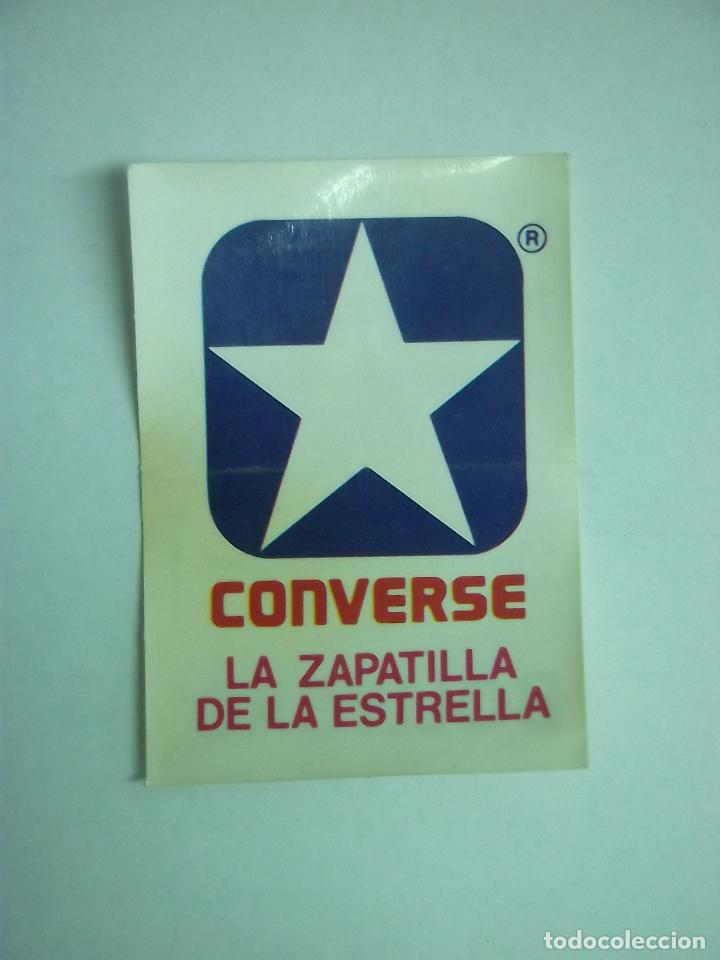 ®
CONVERSE
LA ZAPATILLA
DE LA ESTRELLA
todocoleccion